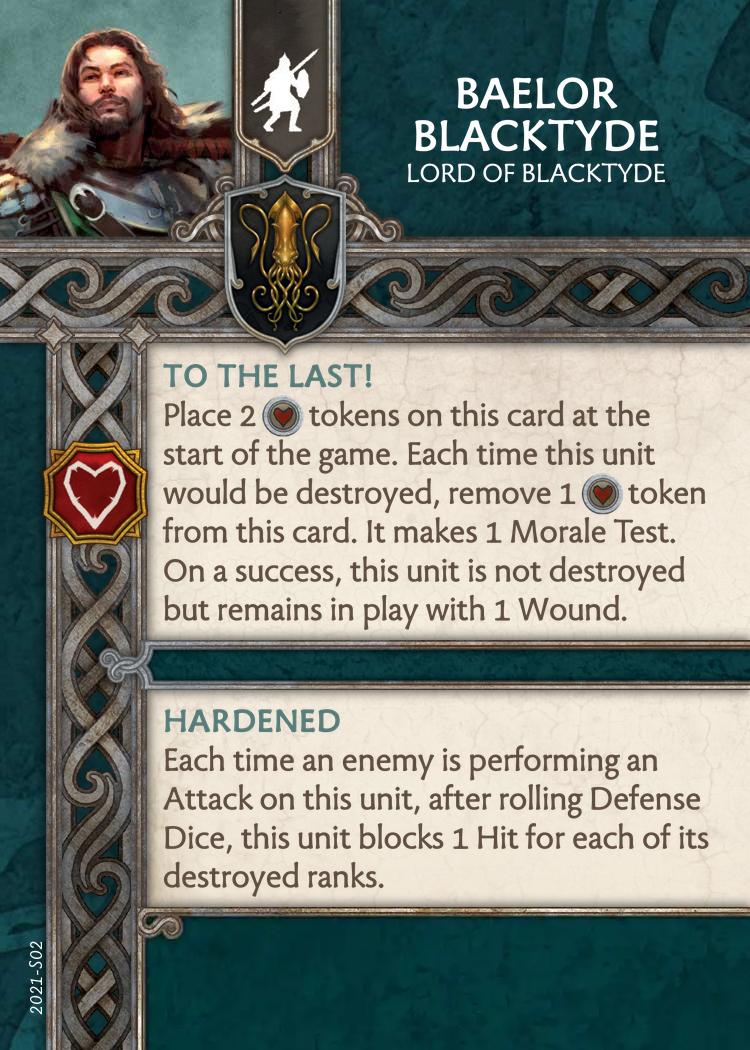 BAELOR
BLACKTYDE
LORD OF BLACKTYDE
TO THE LAST!
Place 2 tokens on this card at the
start of the game. Each time this unit
would be destroyed, remove 1 token
from this card. It makes 1 Morale Test.
On a success, this unit is not destroyed
but remains in play with 1 Wound.
HARDENED
Each time an enemy is performing an
Attack on this unit, after rolling Defense
Dice, this unit blocks 1 Hit for each of its
destroyed ranks.
2021-S02